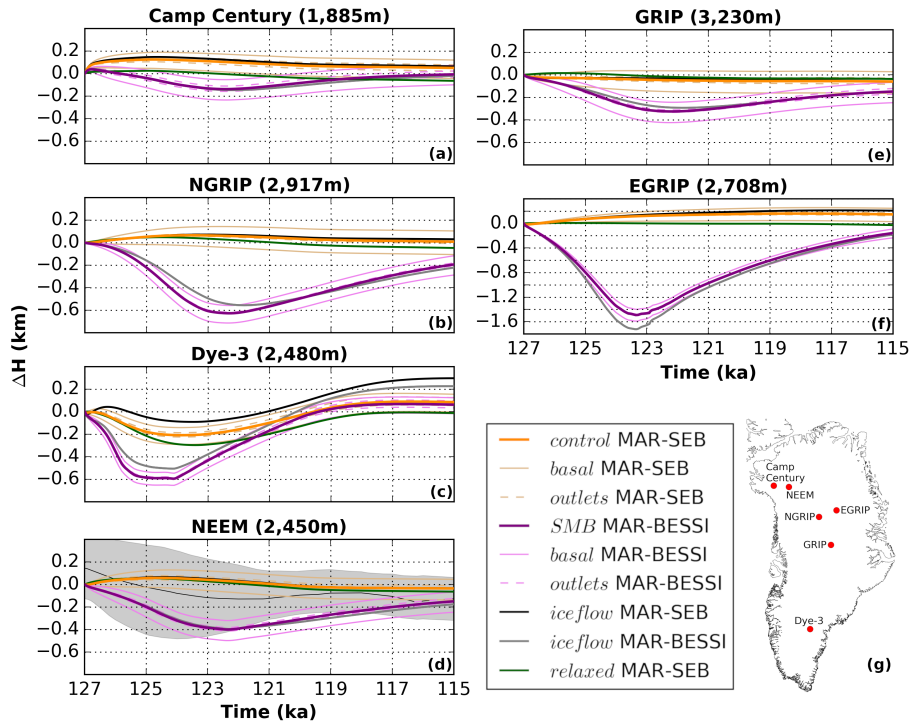 Camp Century (1,885m)
0.2
0.0
−0.2
−0.4
−0.6
(a)
NGRIP (2,917m)
0.2
0.0
−0.2
−0.4
−0.6
(b)
Dye-3 (2,480m)
0.2
0.0
−0.2
−0.4
−0.6
(c)
NEEM (2,450m)
0.2
0.0
−0.2
−0.4
−0.6
(d)
127 125 123 121 119 117 115
Time (ka)
ΔH (km)
GRIP (3,230m)
0.2
0.0
−0.2
−0.4
−0.6
(e)
EGRIP (2,708m)
0.2
0.0
−0.4
−0.8
−1.2
−1.6
(f)
127 125 123 121 119 117 115
Time (ka)
control MAR-SEB
basal MAR-SEB
outlets MAR-SEB
SMB MAR-BESSI
basal MAR-BESSI
outlets MAR-BESSI
iceflow MAR-SEB
iceflow MAR-BESSI
relaxed MAR-SEB
Camp
Century
NEEM
NGRIP
EGRIP
GRIP
Dye-3
(g)